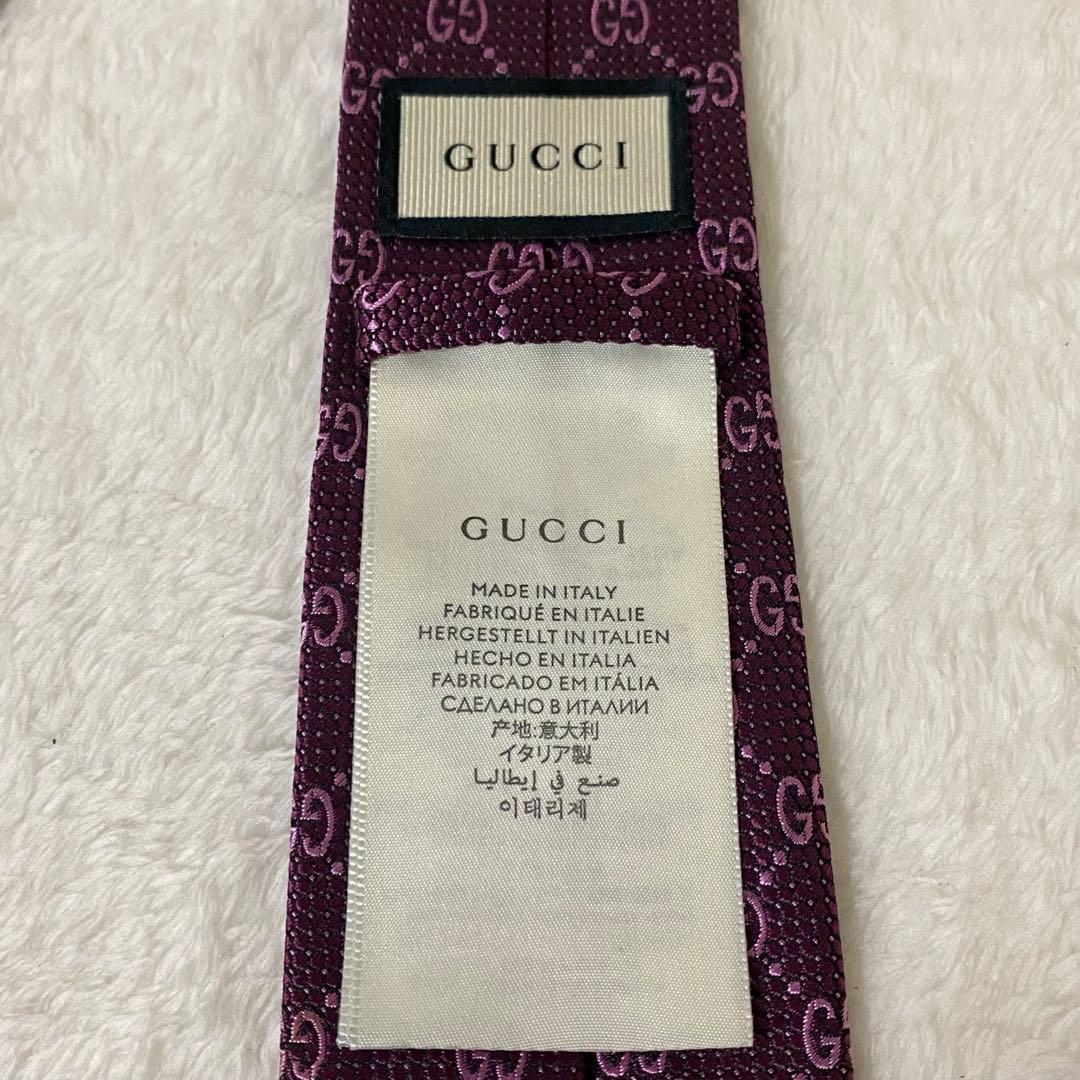 GUCCI
GUCCI
MADE IN ITALY
FABRIQUÉ EN ITALIE
HERGESTELLT IN ITALIEN
HECHO EN ITALIA
FABRICADO EM ITÁLIA
СДЕЛАНО В ИТАЛИИ
产地:意大利
イタリア製
صنع في إيطاليا
이태리제